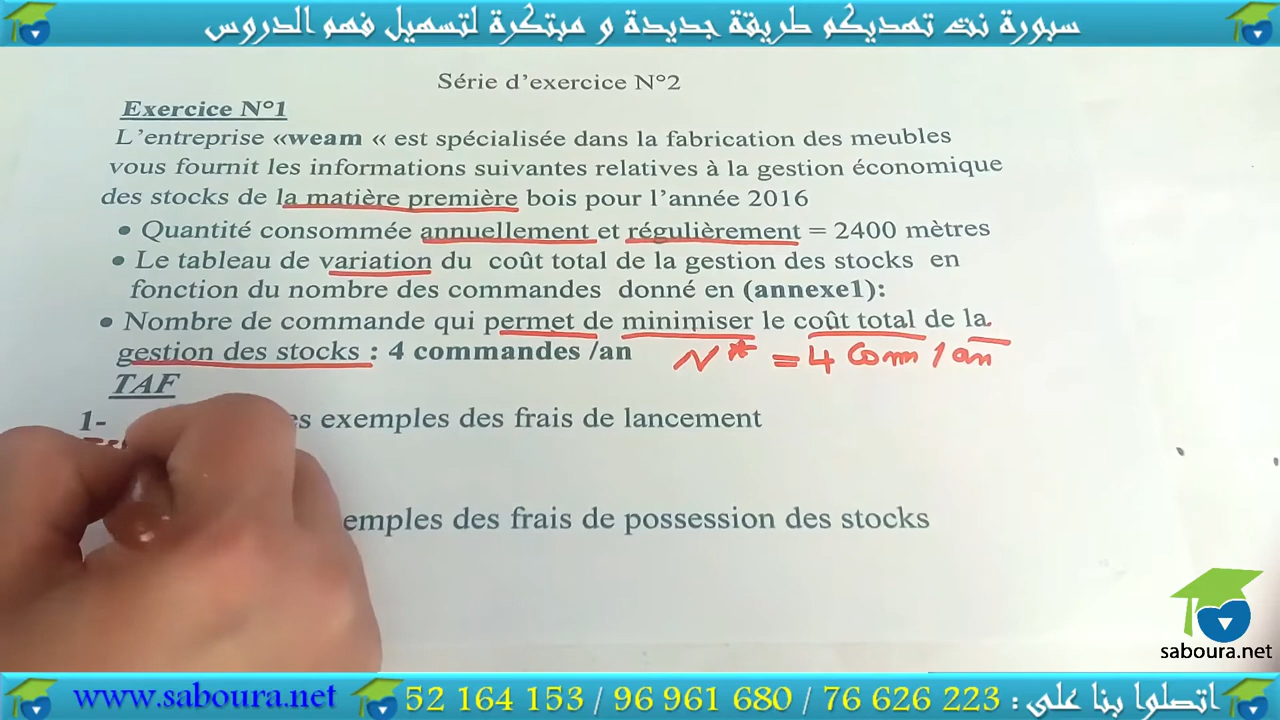 سبورة نت تهديكم طريقة جديدة و مبتكرة لتسهيل فهم الدروس
Série d'exercice N°2
Exercice N°1
L'entreprise «weam « est spécialisée dans la fabrication des meubles
vous fournit les informations suivantes relatives à la gestion économique
des stocks de la matière première bois pour l'année 2016
• Quantité consommée annuellement et régulièrement = 2400 mètres
• Le tableau de variation du coût total de la gestion des stocks en
fonction du nombre des commandes donné en (annexe1):
• Nombre de commande qui permet de minimiser le coût total de la
gestion des stocks : 4 commandes /an N* = 4 Comm / an
TAF
1- es exemples des frais de lancement
emples des frais de possession des stocks
saboura.net
www.saboura.net 52 164 153 / 96 961 680 / 76 626 223 : اتصلوا بنا على